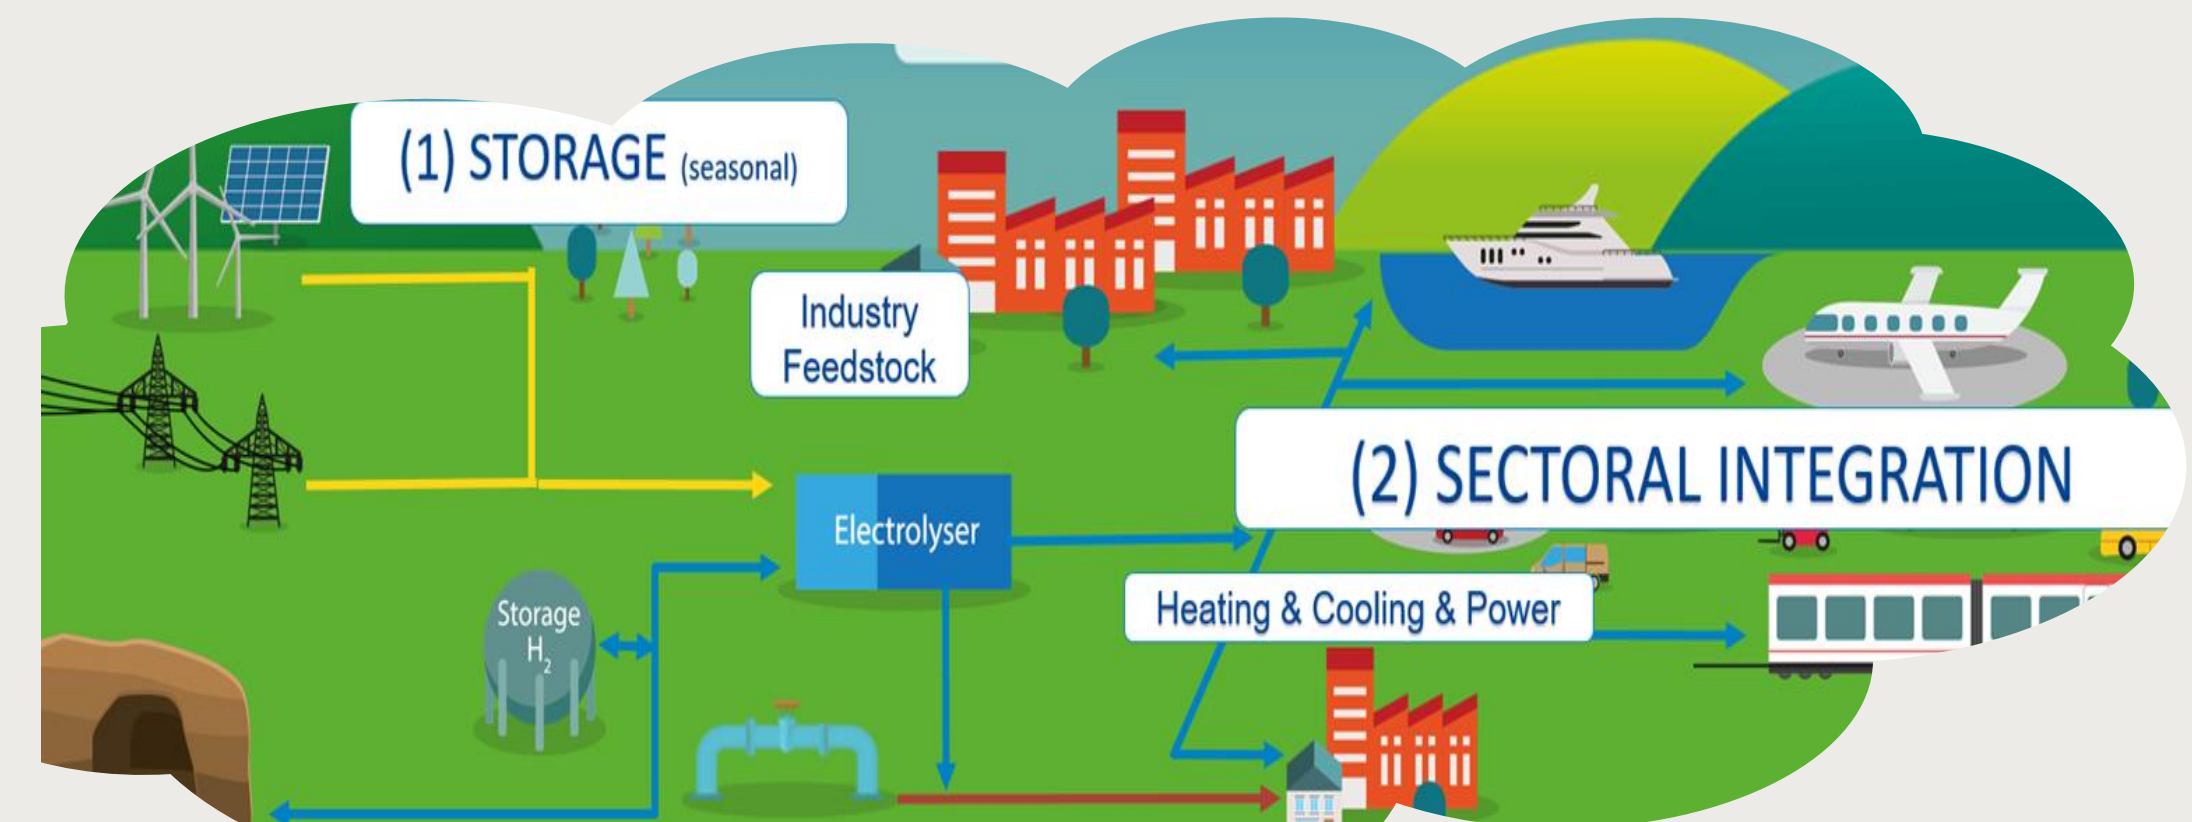 (1) STORAGE (seasonal)
Industry
Feedstock
(2) SECTORAL INTEGRATION
Electrolyser
Heating & Cooling & Power
Storage
H₂